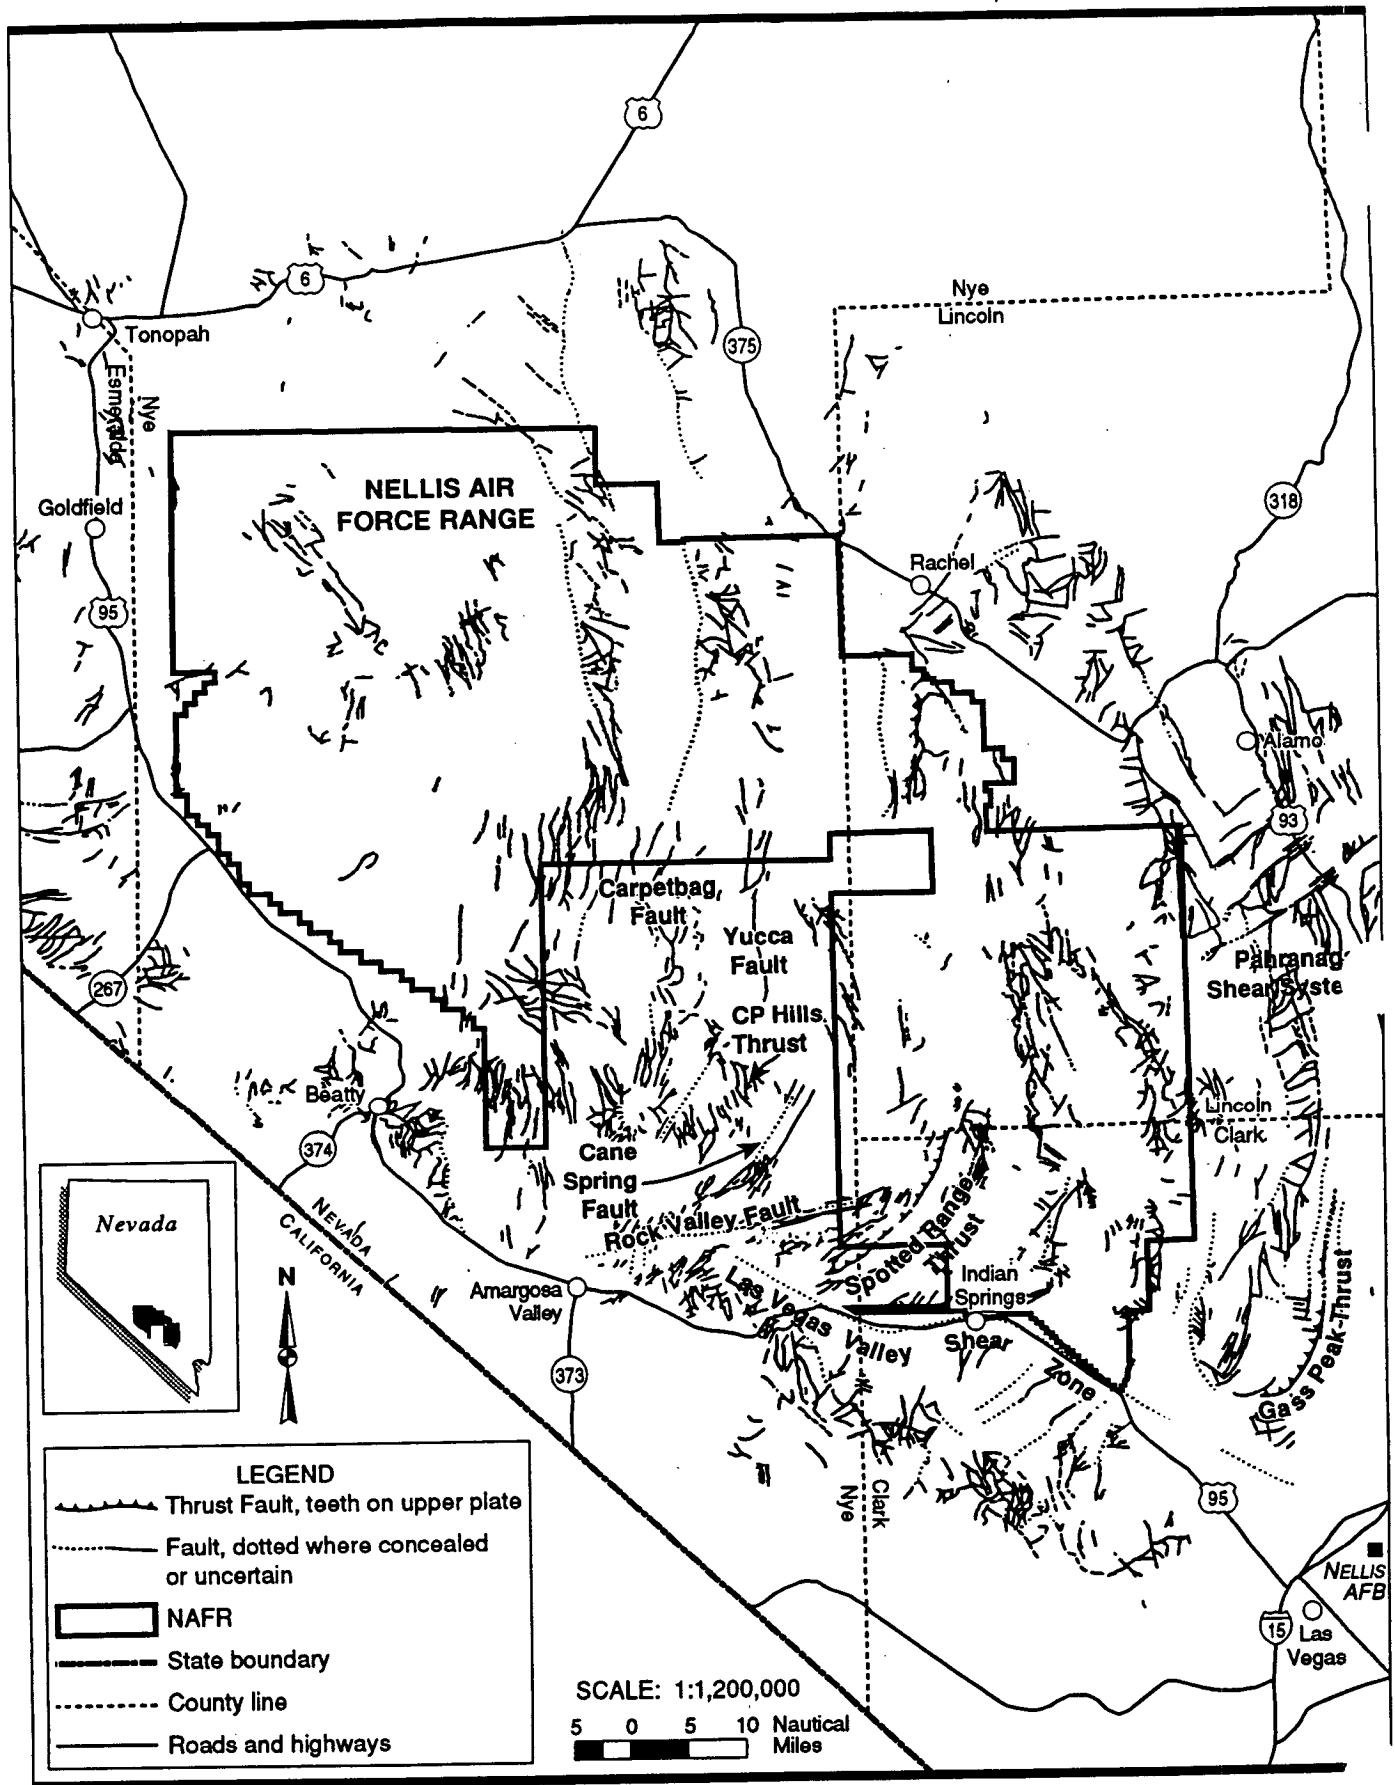 6
6
Nye
Lincoln
Tonopah
375
Esmeralda
Nye
NELLIS AIR
FORCE RANGE
318
Goldfield
Rachel
95
Alamo
93
Carpetbag
Fault
Yucca
Fault
Pahranag
Shear Syste
267
CP Hills
Thrust
Beatty
Lincoln
Clark
374
Cane
Spring
Fault
Rock Valley Fault
Spotted Range
Thrust
Nevada
NEVADA
CALIFORNIA
N
Amargosa
Valley
Indian
Springs
Las Vegas Valley
Shear
Zone
Gass Peak Thrust
373
Nye
Clark
95
LEGEND
Thrust Fault, teeth on upper plate
Fault, dotted where concealed
or uncertain
NAFR
State boundary
County line
Roads and highways
NELLIS
AFB
15
Las
Vegas
SCALE: 1:1,200,000
5 0 5 10 Nautical
Miles